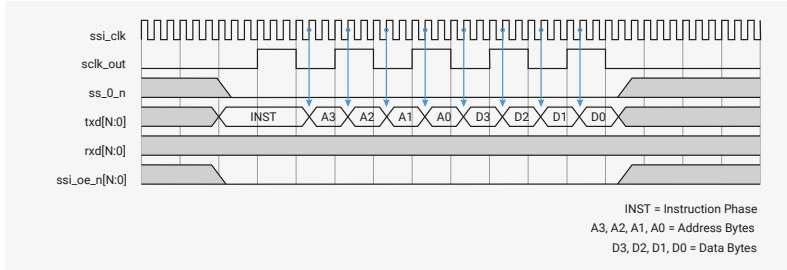 ssi_clk
sclk_out
ss_0_n
txd[N:0] INST A3 A2 A1 A0 D3 D2 D1 D0
rxd[N:0]
ssi_oe_n[N:0]
INST = Instruction Phase
A3, A2, A1, A0 = Address Bytes
D3, D2, D1, D0 = Data Bytes